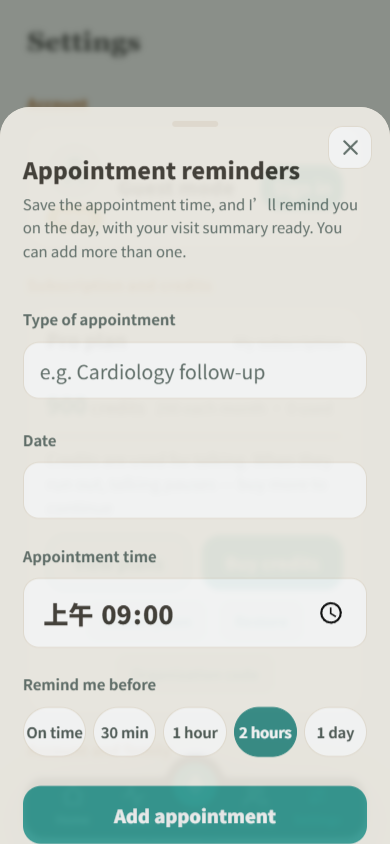 Settings
Appointment reminders
Save the appointment time, and I’ll remind you
on the day, with your visit summary ready. You
can add more than one.
Type of appointment
e.g. Cardiology follow-up
Date
Appointment time
上午 09:00
Remind me before
On time 30 min 1 hour 2 hours 1 day
Add appointment